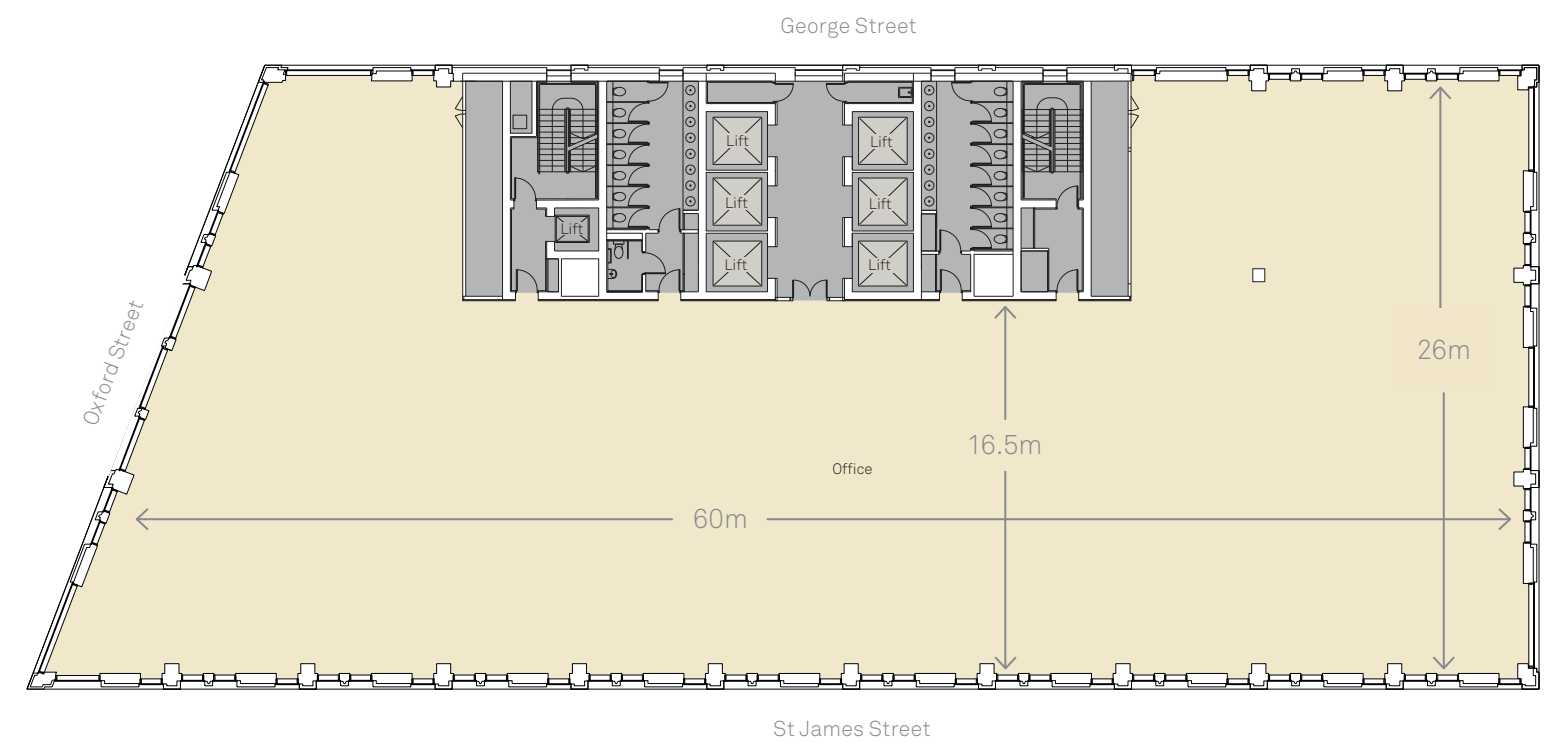 George Street
Lift
Lift
Lift
Lift
Lift
Lift
Lift
Oxford Street
26m
16.5m
Office
60m
St James Street